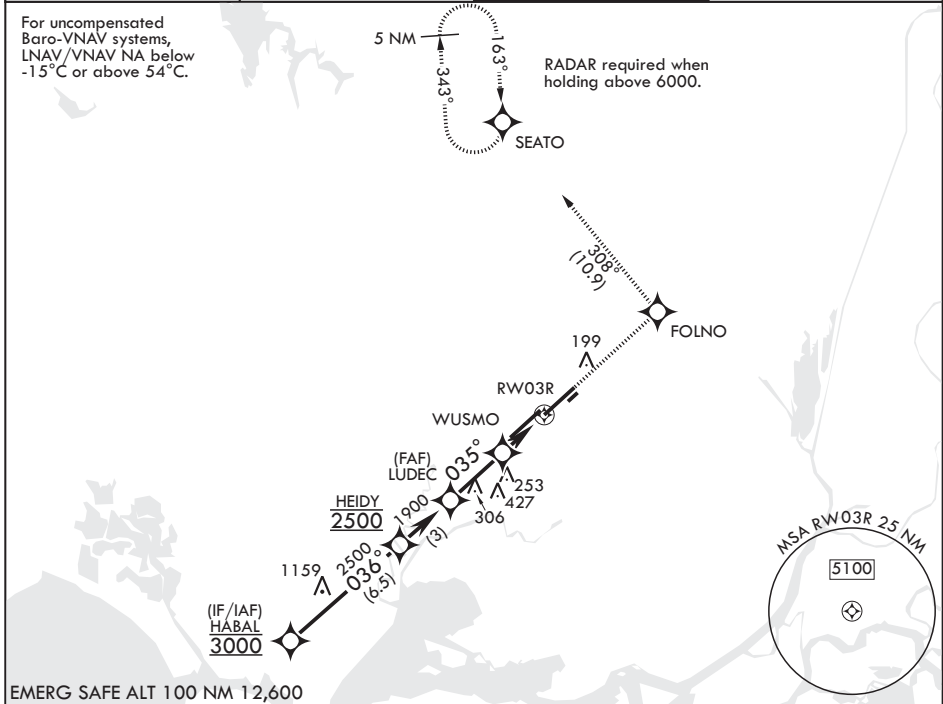 For uncompensated
Baro-VNAV systems,
LNAV/VNAV NA below
-15°C or above 54°C.
5 NM
163°
343°
RADAR required when
holding above 6000.
SEATO
308°
(10.9)
FOLNO
199
RW03R
WUSMO
(FAF)
LUDEC
035°
253
427
306
HEIDY
2500
1900
(3)
1159
2500
036°
(6.5)
(IF/IAF)
HABAL
3000
MSA RW03R 25 NM
5100
EMERG SAFE ALT 100 NM 12,600